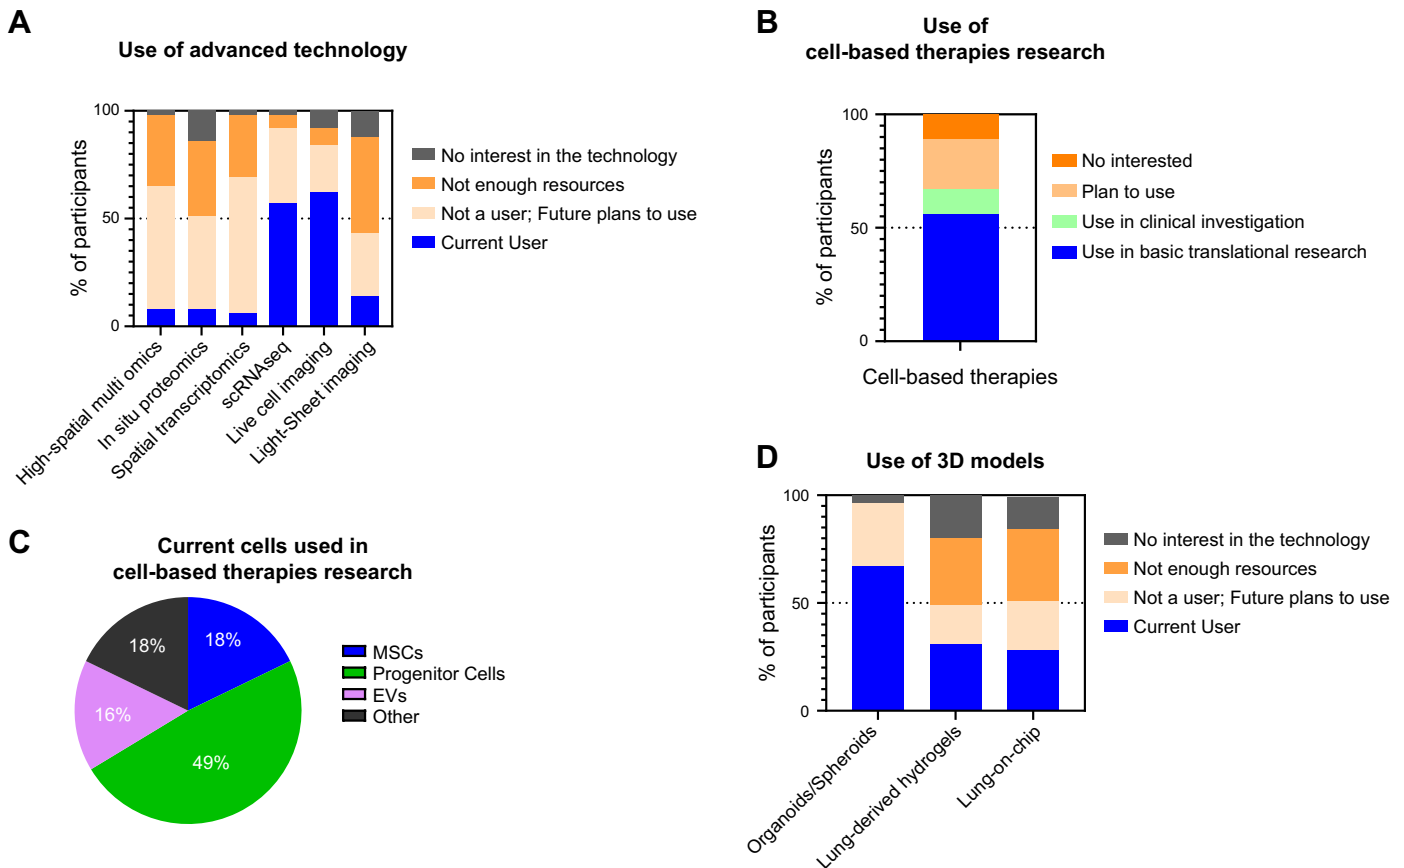 A
Use of advanced technology
% of participants
100
50
0
High-spatial multi omics
In situ proteomics
Spatial transcriptomics
scRNAseq
Live cell imaging
Light-Sheet imaging
No interest in the technology
Not enough resources
Not a user; Future plans to use
Current User
B
Use of
cell-based therapies research
% of participants
100
50
0
Cell-based therapies
No interested
Plan to use
Use in clinical investigation
Use in basic translational research
C
Current cells used in
cell-based therapies research
18%
18%
16%
49%
MSCs
Progenitor Cells
EVs
Other
D
Use of 3D models
% of participants
100
50
0
Organoids/Spheroids
Lung-derived hydrogels
Lung-on-chip
No interest in the technology
Not enough resources
Not a user; Future plans to use
Current User